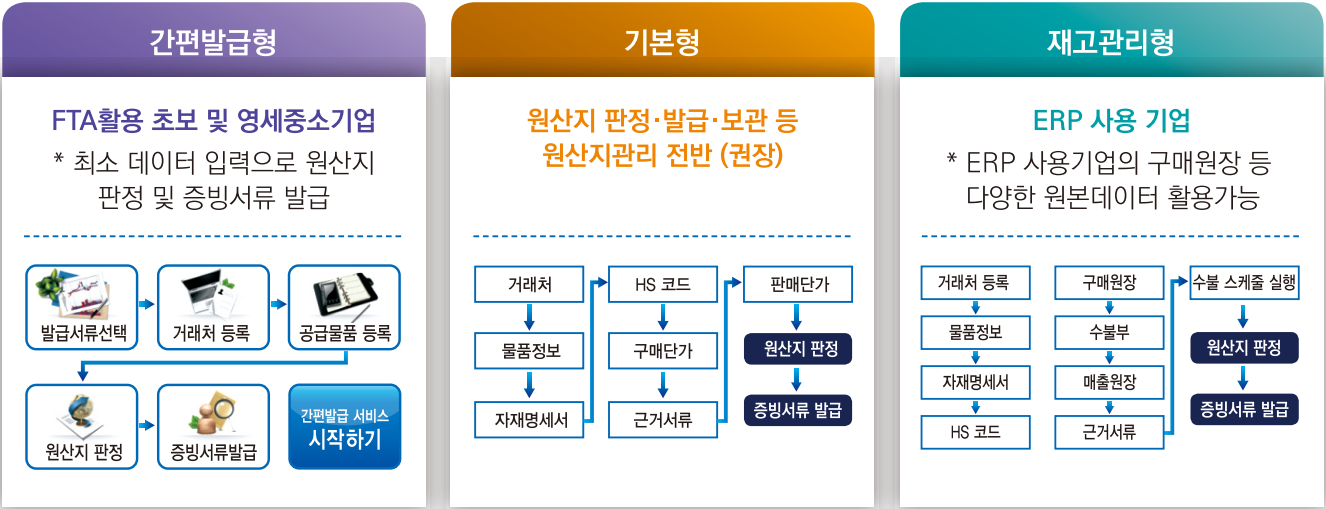 간편발급형
FTA활용 초보 및 영세중소기업
* 최소 데이터 입력으로 원산지
판정 및 증빙서류 발급
발급서류선택
거래처 등록
공급물품 등록
원산지 판정
증빙서류발급
간편발급 서비스
시작하기
기본형
원산지 판정·발급·보관 등
원산지관리 전반 (권장)
거래처
물품정보
자재명세서
HS 코드
구매단가
근거서류
판매단가
원산지 판정
증빙서류 발급
재고관리형
ERP 사용 기업
* ERP 사용기업의 구매원장 등
다양한 원본데이터 활용가능
거래처 등록
물품정보
자재명세서
HS 코드
구매원장
수불부
매출원장
근거서류
수불 스케줄 실행
원산지 판정
증빙서류 발급